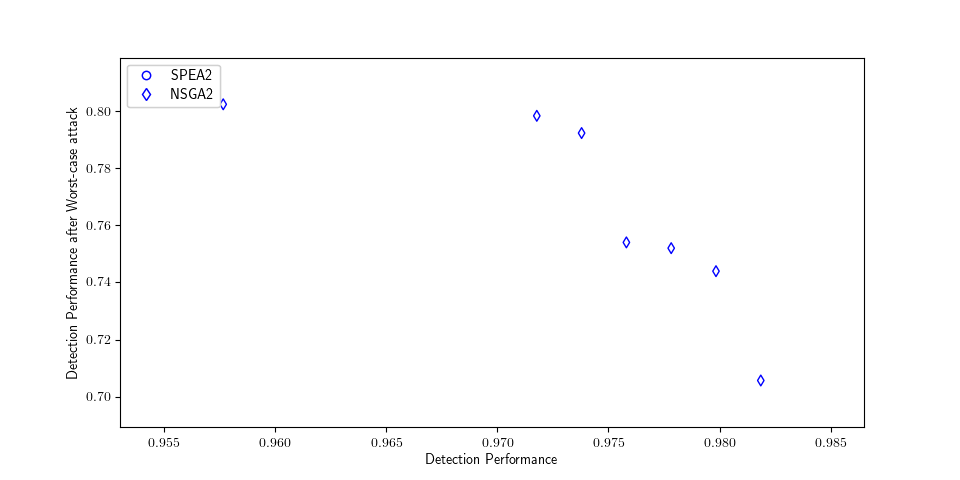 SPEA2
NSGA2
0.80
0.78
0.76
0.74
0.72
0.70
Detection Performance after Worst-case attack
0.955 0.960 0.965 0.970 0.975 0.980 0.985
Detection Performance